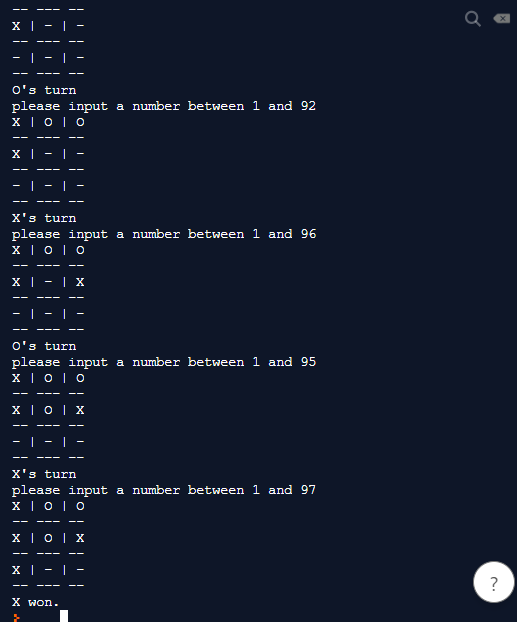 -- --- --
X | - | -
-- --- --
- | - | -
-- --- --
O's turn
please input a number between 1 and 92
X | O | O
-- --- --
X | - | -
-- --- --
- | - | -
-- --- --
X's turn
please input a number between 1 and 96
X | O | O
-- --- --
X | - | X
-- --- --
- | - | -
-- --- --
O's turn
please input a number between 1 and 95
X | O | O
-- --- --
X | O | X
-- --- --
- | - | -
-- --- --
X's turn
please input a number between 1 and 97
X | O | O
-- --- --
X | O | X
-- --- --
X | - | -
-- --- --
X won.
?